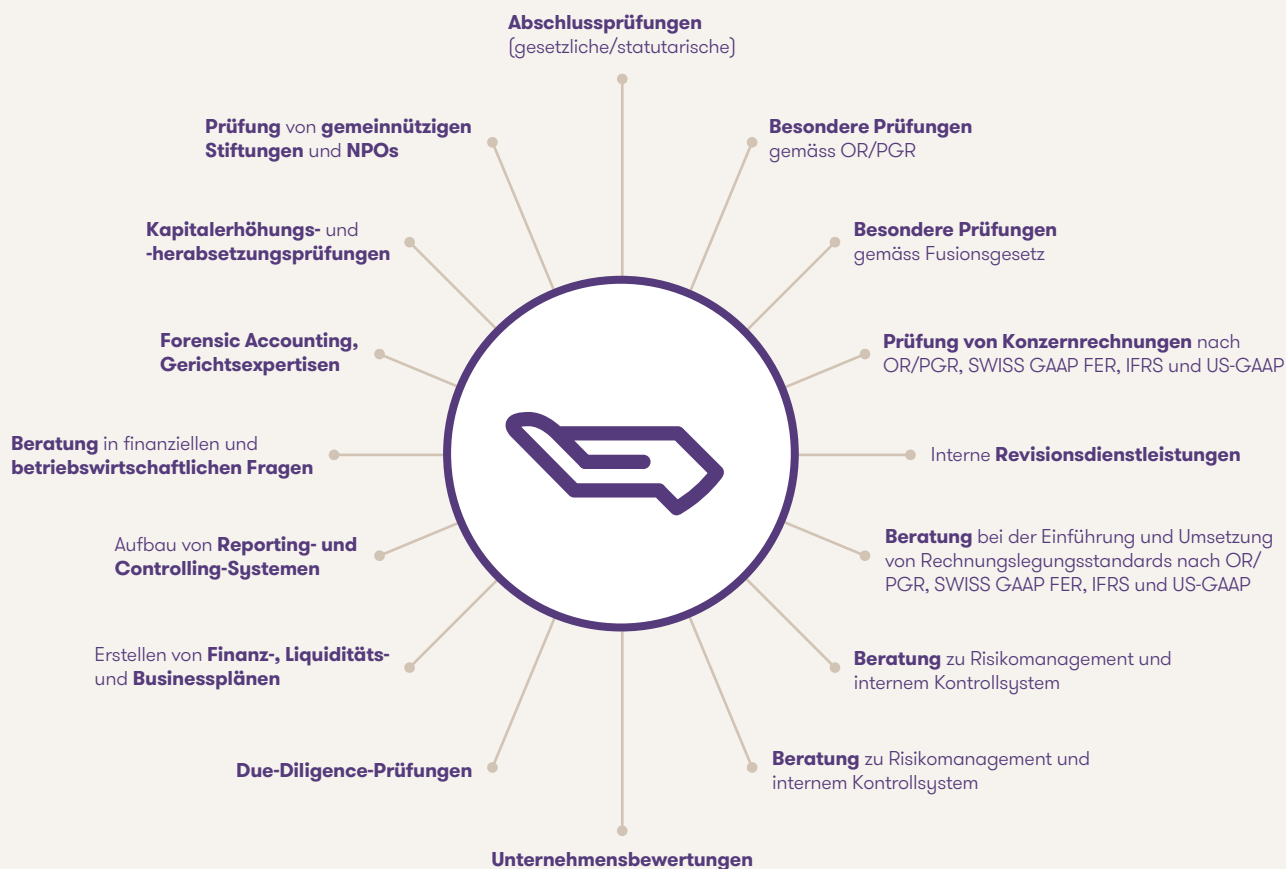 Abschlussprüfungen
(gesetzliche/statutarische)
Besondere Prüfungen
gemäss OR/PGR
Besondere Prüfungen
gemäss Fusionsgesetz
Prüfung von Konzernrechnungen nach
OR/PGR, SWISS GAAP FER, IFRS und US-GAAP
Interne Revisionsdienstleistungen
Beratung bei der Einführung und Umsetzung
von Rechnungslegungsstandards nach OR/
PGR, SWISS GAAP FER, IFRS und US-GAAP
Beratung zu Risikomanagement und
internem Kontrollsystem
Beratung zu Risikomanagement und
internem Kontrollsystem
Unternehmensbewertungen
Due-Diligence-Prüfungen
Erstellen von Finanz-, Liquiditäts-
und Businessplänen
Aufbau von Reporting- und
Controlling-Systemen
Beratung in finanziellen und
betriebswirtschaftlichen Fragen
Forensic Accounting,
Gerichtsexpertisen
Kapitalerhöhungs- und
-herabsetzungsprüfungen
Prüfung von gemeinnützigen
Stiftungen und NPOs